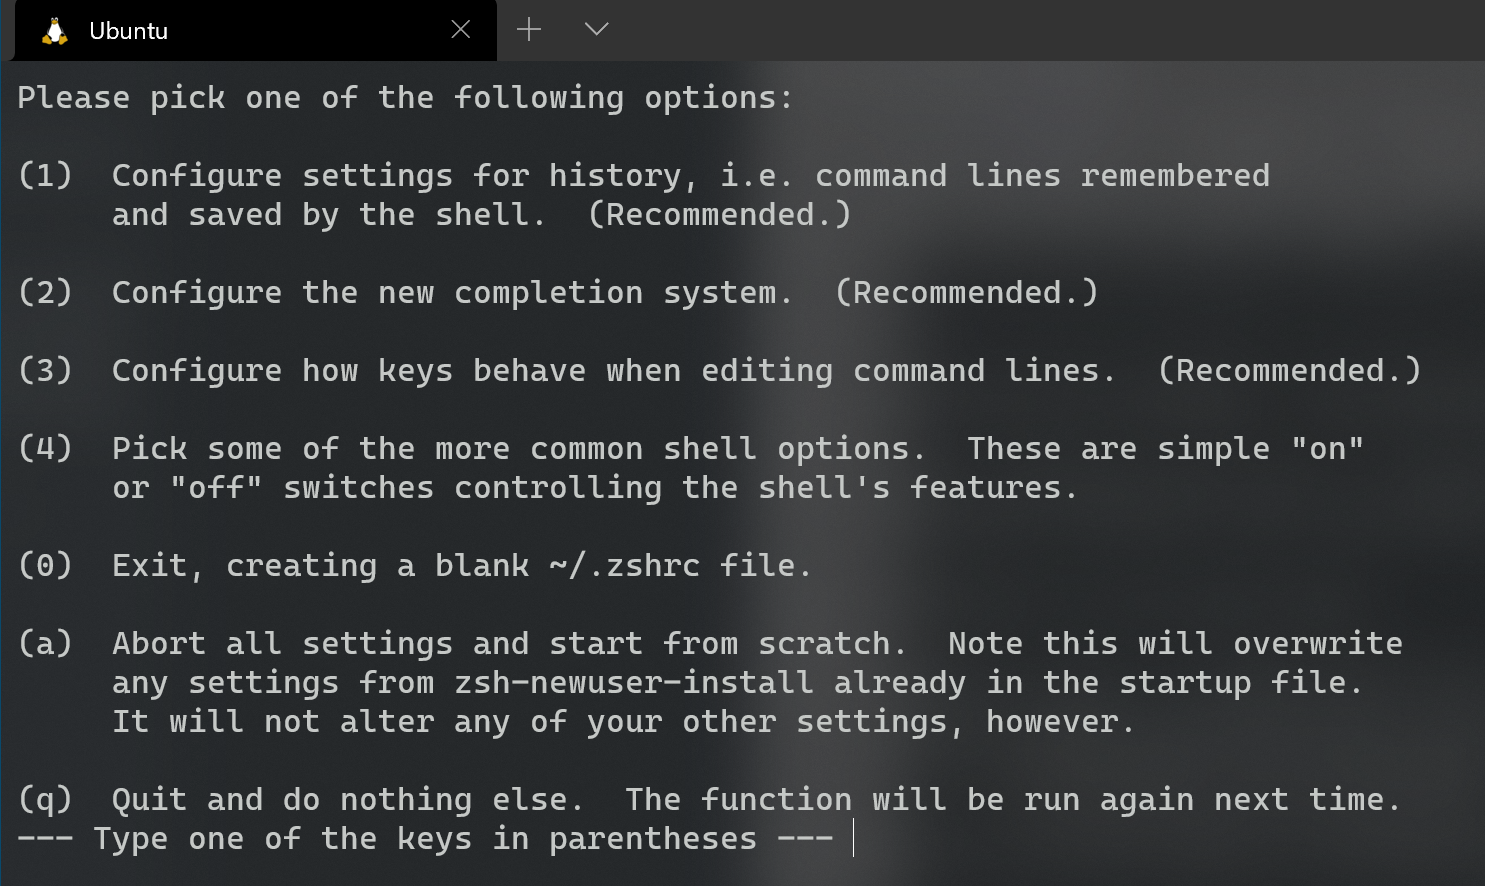 Ubuntu
Please pick one of the following options:
(1)  Configure settings for history, i.e. command lines remembered
     and saved by the shell.  (Recommended.)
(2)  Configure the new completion system.  (Recommended.)
(3)  Configure how keys behave when editing command lines.  (Recommended.)
(4)  Pick some of the more common shell options.  These are simple "on"
     or "off" switches controlling the shell's features.
(0)  Exit, creating a blank ~/.zshrc file.
(a)  Abort all settings and start from scratch.  Note this will overwrite
     any settings from zsh-newuser-install already in the startup file.
     It will not alter any of your other settings, however.
(q)  Quit and do nothing else.  The function will be run again next time.
--- Type one of the keys in parentheses ---